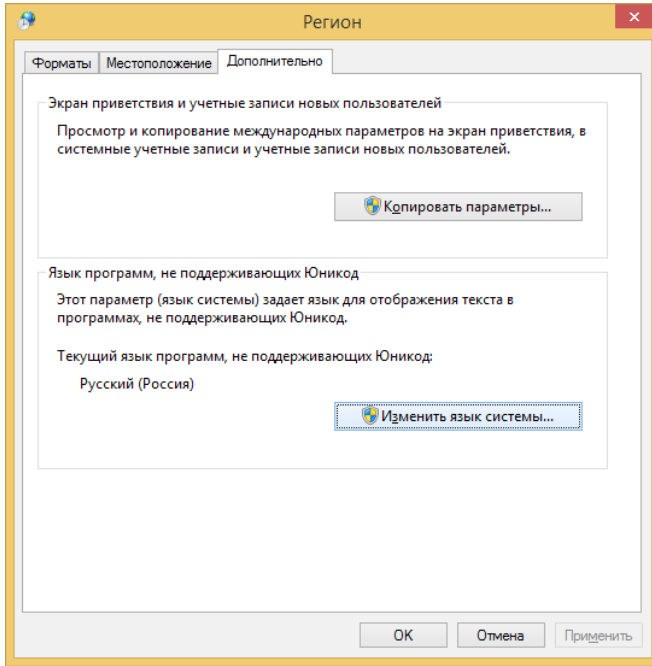 Регион
Форматы
Местоположение
Дополнительно
Экран приветствия и учетные записи новых пользователей
Просмотр и копирование международных параметров на экран приветствия, в
системные учетные записи и учетные записи новых пользователей.
Копировать параметры...
Язык программ, не поддерживающих Юникод
Этот параметр (язык системы) задает язык для отображения текста в
программах, не поддерживающих Юникод.
Текущий язык программ, не поддерживающих Юникод:
Русский (Россия)
Изменить язык системы...
OK
Отмена
Применить